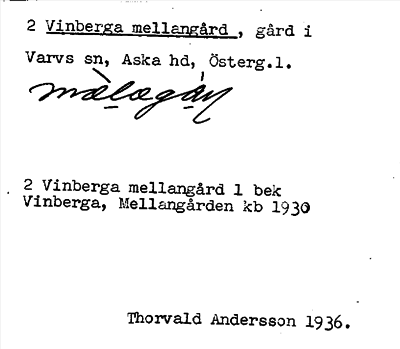 2 Vinberga mellangård , gård i
Varvs sn, Aska hd, Österg.l.
2 Vinberga mellangård l bek
Vinberga, Mellangården kb 1930
Thorvald Andersson 1936.